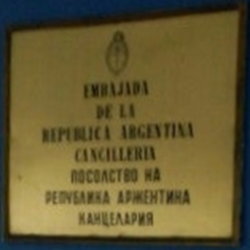 EMBAJADA
DE LA
REPUBLICA ARGENTINA
CANCILLERIA
ПОСОЛСТВО НА
РЕПУБЛИКА АРЖЕНТИНА
КАНЦЕЛАРИЯ